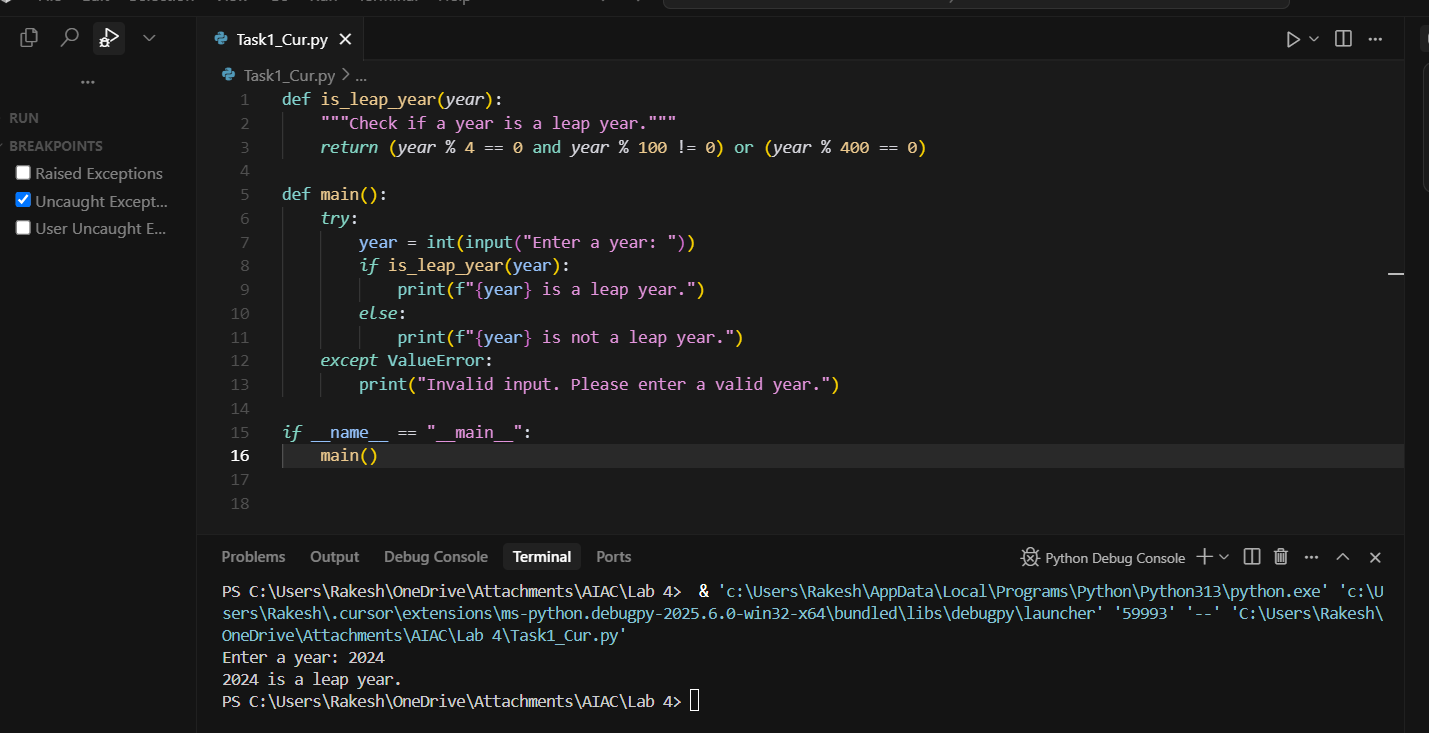 Task1_Cur.py
Task1_Cur.py > ...
RUN
BREAKPOINTS
Raised Exceptions
Uncaught Except...
User Uncaught E...
1 def is_leap_year(year):
2 """Check if a year is a leap year."""
3 return (year % 4 == 0 and year % 100 != 0) or (year % 400 == 0)
4
5 def main():
6 try:
7 year = int(input("Enter a year: "))
8 if is_leap_year(year):
9 print(f"{year} is a leap year.")
10 else:
11 print(f"{year} is not a leap year.")
12 except ValueError:
13 print("Invalid input. Please enter a valid year.")
14
15 if __name__ == "__main__":
16 main()
17
18
Problems Output Debug Console Terminal Ports Python Debug Console
PS C:\Users\Rakesh\OneDrive\Attachments\AIAC\Lab 4>  & 'c:\Users\Rakesh\AppData\Local\Programs\Python\Python313\python.exe' 'c:\U
sers\Rakesh\.cursor\extensions\ms-python.debugpy-2025.6.0-win32-x64\bundled\libs\debugpy\launcher' '59993' '--' 'C:\Users\Rakesh\
OneDrive\Attachments\AIAC\Lab 4\Task1_Cur.py'
Enter a year: 2024
2024 is a leap year.
PS C:\Users\Rakesh\OneDrive\Attachments\AIAC\Lab 4>